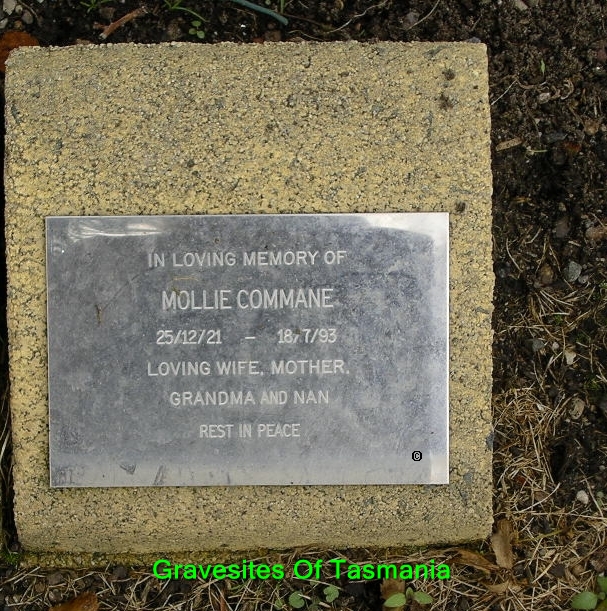 IN LOVING MEMORY OF
MOLLIE COMMANE
25/12/21 – 18/7/93
LOVING WIFE, MOTHER,
GRANDMA AND NAN
REST IN PEACE
©
Gravesites Of Tasmania